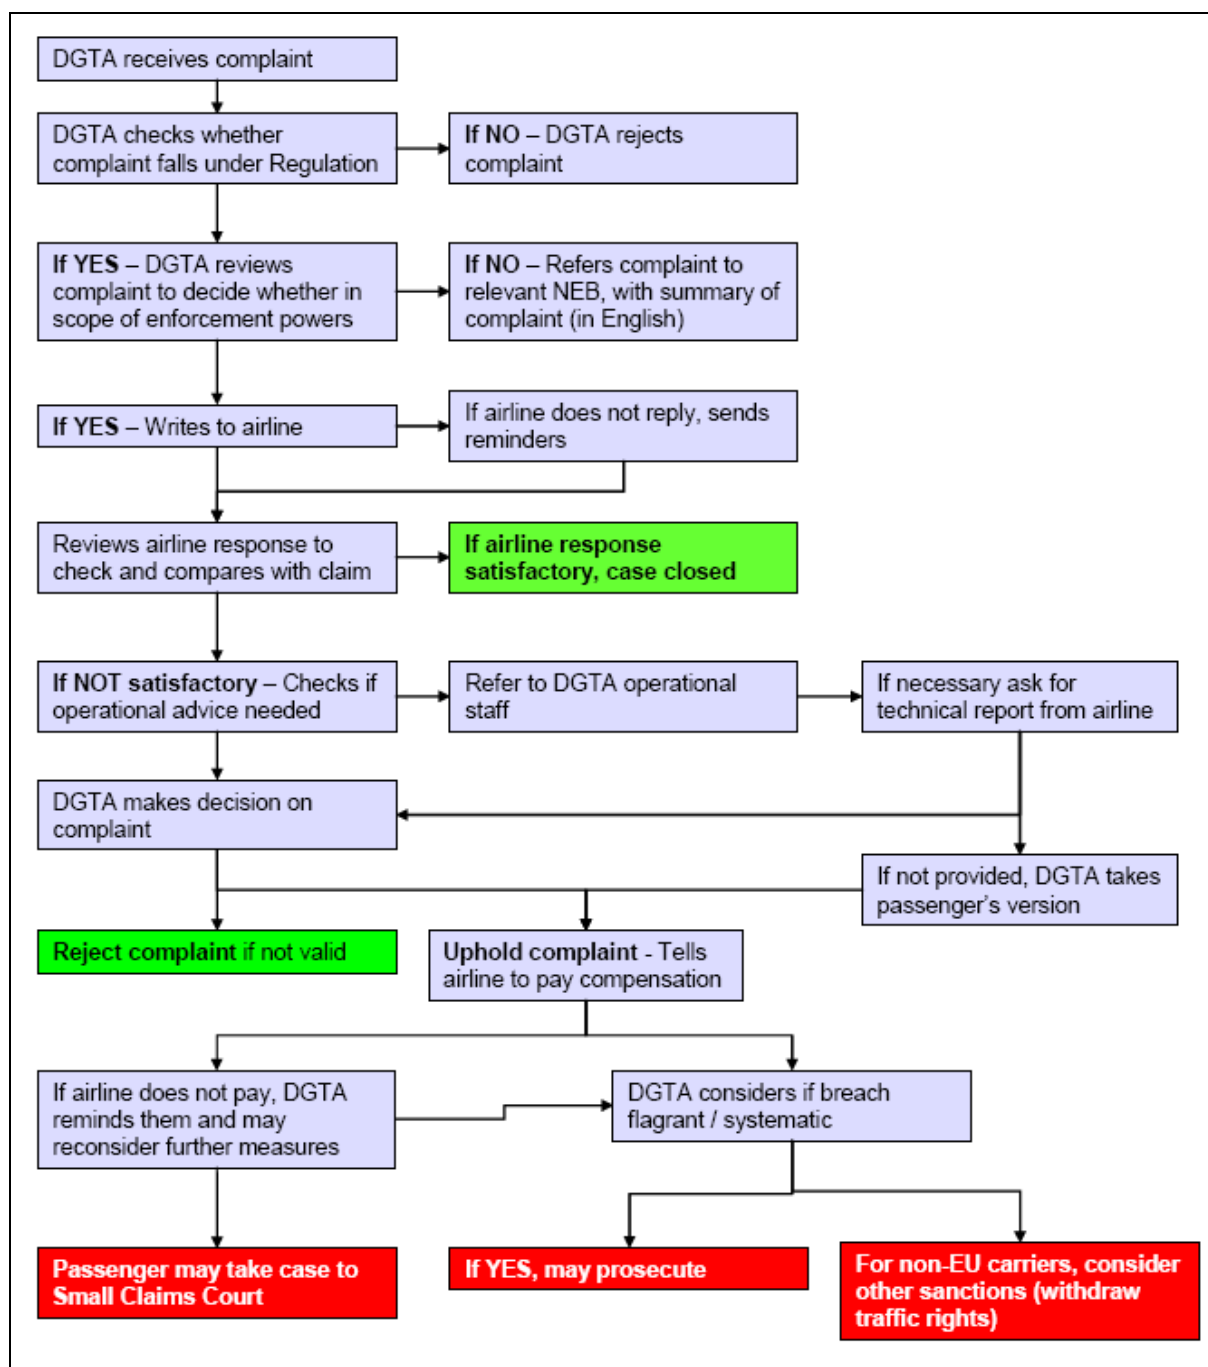 DGTA receives complaint
DGTA checks whether
complaint falls under Regulation
If NO – DGTA rejects
complaint
If YES – DGTA reviews
complaint to decide whether in
scope of enforcement powers
If NO – Refers complaint to
relevant NEB, with summary of
complaint (in English)
If YES – Writes to airline
If airline does not reply, sends
reminders
Reviews airline response to
check and compares with claim
If airline response
satisfactory, case closed
If NOT satisfactory – Checks if
operational advice needed
Refer to DGTA operational
staff
If necessary ask for
technical report from airline
DGTA makes decision on
complaint
If not provided, DGTA takes
passenger's version
Reject complaint if not valid
Uphold complaint - Tells
airline to pay compensation
If airline does not pay, DGTA
reminds them and may
reconsider further measures
DGTA considers if breach
flagrant / systematic
Passenger may take case to
Small Claims Court
If YES, may prosecute
For non-EU carriers, consider
other sanctions (withdraw
traffic rights)